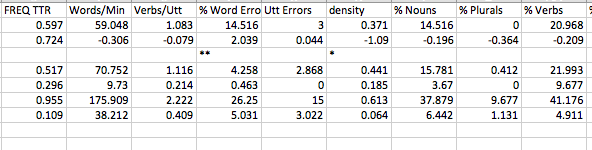 FREQ TTR Words/Min Verbs/Utt % Word Erro Utt Errors density % Nouns % Plurals % Verbs
0.597 59.048 1.083 14.516 3 0.371 14.516 0 20.968
0.724 -0.306 -0.079 2.039 0.044 -1.09 -0.196 -0.364 -0.209
** *
0.517 70.752 1.116 4.258 2.868 0.441 15.781 0.412 21.993
0.296 9.73 0.214 0.463 0 0.185 3.67 0 9.677
0.955 175.909 2.222 26.25 15 0.613 37.879 9.677 41.176
0.109 38.212 0.409 5.031 3.022 0.064 6.442 1.131 4.911